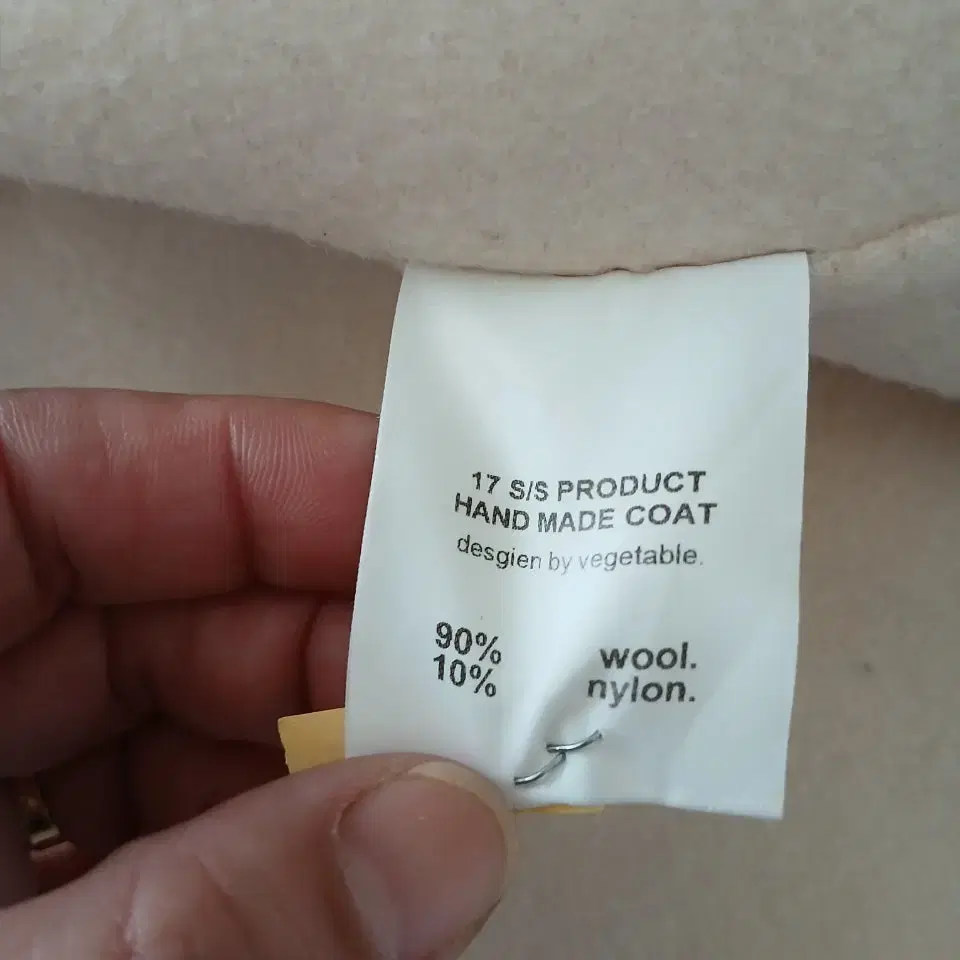 17 S/S PRODUCT
HAND MADE COAT
desgien by vegetable.
90% wool.
10% nylon.